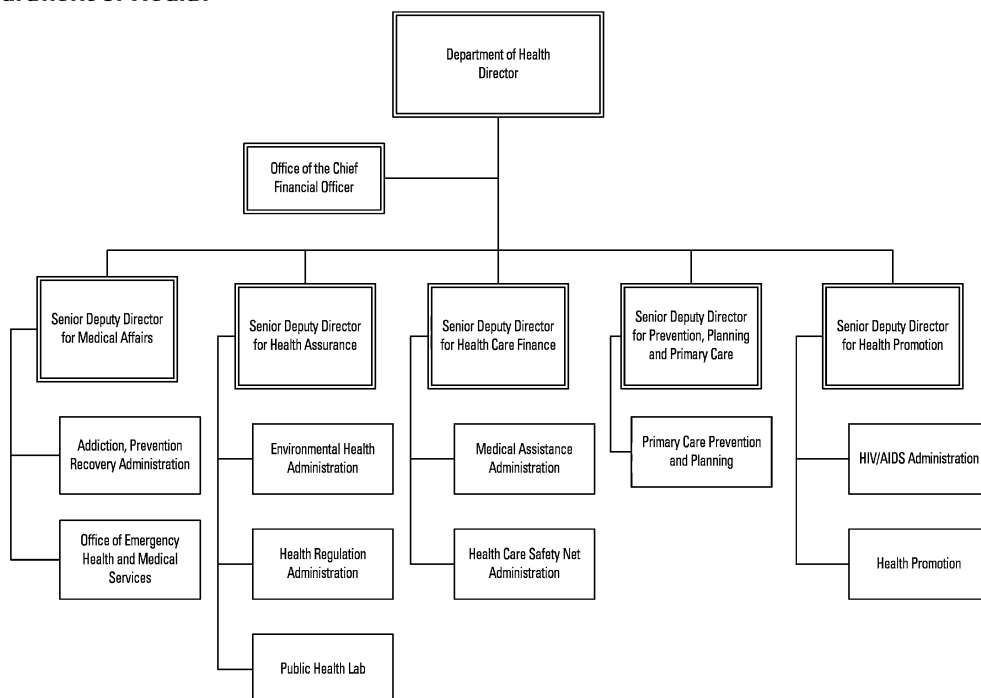 Department of Health
Director
Office of the Chief
Financial Officer
Senior Deputy Director
for Medical Affairs
Senior Deputy Director
for Health Assurance
Senior Deputy Director
for Health Care Finance
Senior Deputy Director
for Prevention, Planning
and Primary Care
Senior Deputy Director
for Health Promotion
Addiction, Prevention
Recovery Administration
Environmental Health
Administration
Medical Assistance
Administration
Primary Care Prevention
and Planning
HIV/AIDS Administration
Office of Emergency
Health and Medical
Services
Health Regulation
Administration
Health Care Safety Net
Administration
Health Promotion
Public Health Lab